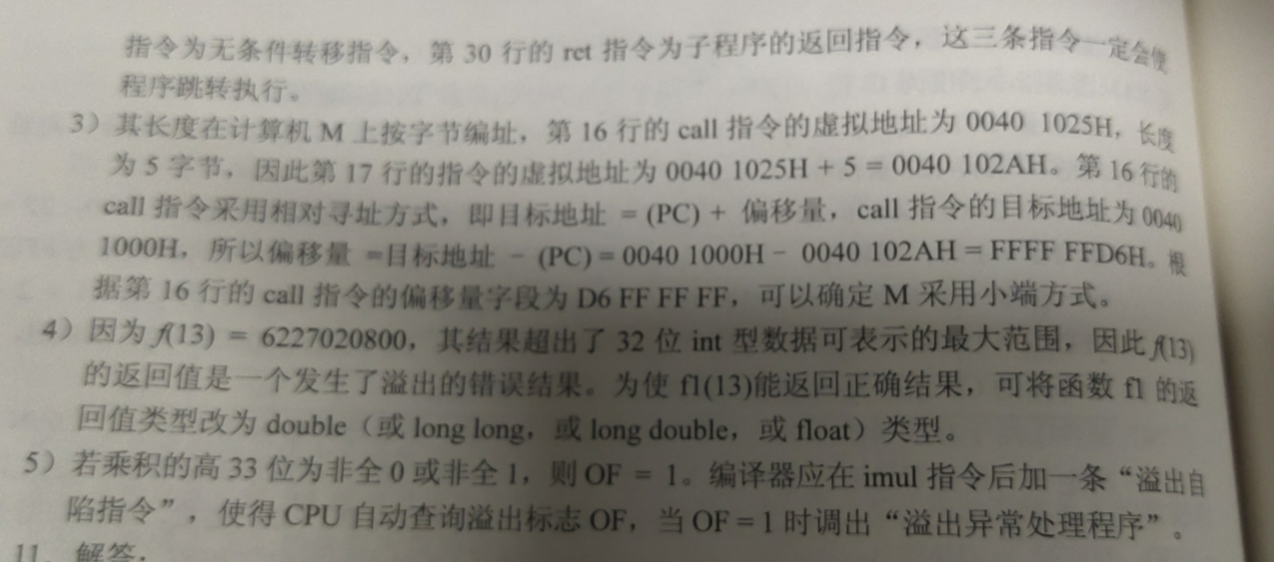 指令为无条件转移指令，第 30 行的 ret 指令为子程序的返回指令，这三条指令一定会使
程序跳转执行。
3）其长度在计算机 M 上按字节编址，第 16 行的 call 指令的虚拟地址为 0040 1025H，长度
为 5 字节，因此第 17 行的指令的虚拟地址为 0040 1025H + 5 = 0040 102AH。第 16 行的
call 指令采用相对寻址方式，即目标地址 = (PC) + 偏移量，call 指令的目标地址为 0040
1000H，所以偏移量 =目标地址 - (PC) = 0040 1000H - 0040 102AH = FFFF FFD6H。根
据第 16 行的 call 指令的偏移量字段为 D6 FF FF FF，可以确定 M 采用小端方式。
4）因为 f(13) = 6227020800，其结果超出了 32 位 int 型数据可表示的最大范围，因此 f(13)
的返回值是一个发生了溢出的错误结果。为使 f1(13)能返回正确结果，可将函数 f1 的返
回值类型改为 double（或 long long，或 long double，或 float）类型。
5）若乘积的高 33 位为非全 0 或非全 1，则 OF = 1。编译器应在 imul 指令后加一条“溢出自
陷指令”，使得 CPU 自动查询溢出标志 OF，当 OF = 1 时调出“溢出异常处理程序”。
11．解答：